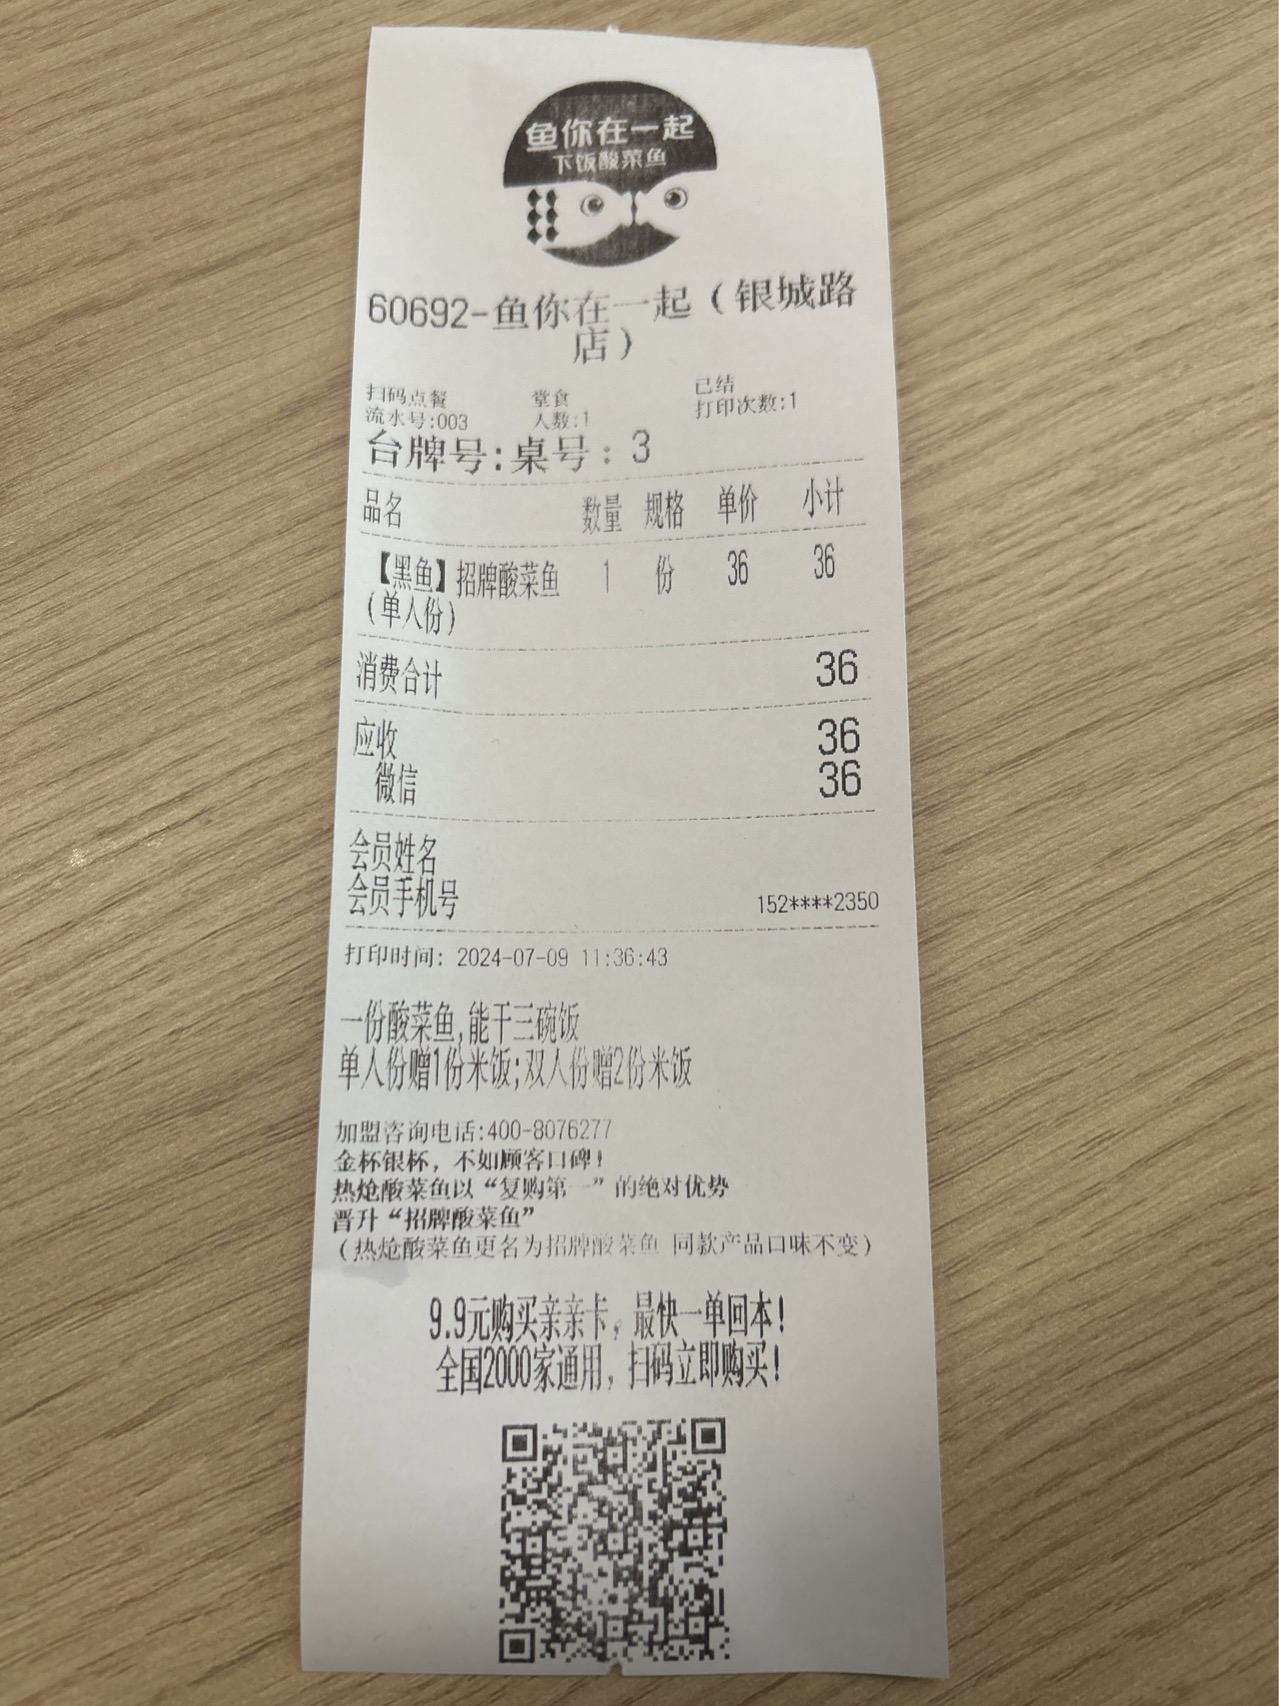 鱼你在一起
下饭酸菜鱼
60692-鱼你在一起（银城路
店）
扫码点餐 堂食 已结
流水号:003 人数:1 打印次数:1
台牌号:桌号：3
品名 数量 规格 单价 小计
【黑鱼】招牌酸菜鱼 1 份 36 36
（单人份）
消费合计 36
应收 36
微信 36
会员姓名
会员手机号 152****2350
打印时间: 2024-07-09 11:36:43
一份酸菜鱼,能干三碗饭
单人份赠1份米饭;双人份赠2份米饭
加盟咨询电话:400-8076277
金杯银杯，不如顾客口碑！
热炝酸菜鱼以“复购第一”的绝对优势
晋升“招牌酸菜鱼”
（热炝酸菜鱼更名为招牌酸菜鱼 同款产品口味不变）
9.9元购买亲亲卡，最快一单回本！
全国2000家通用，扫码立即购买！